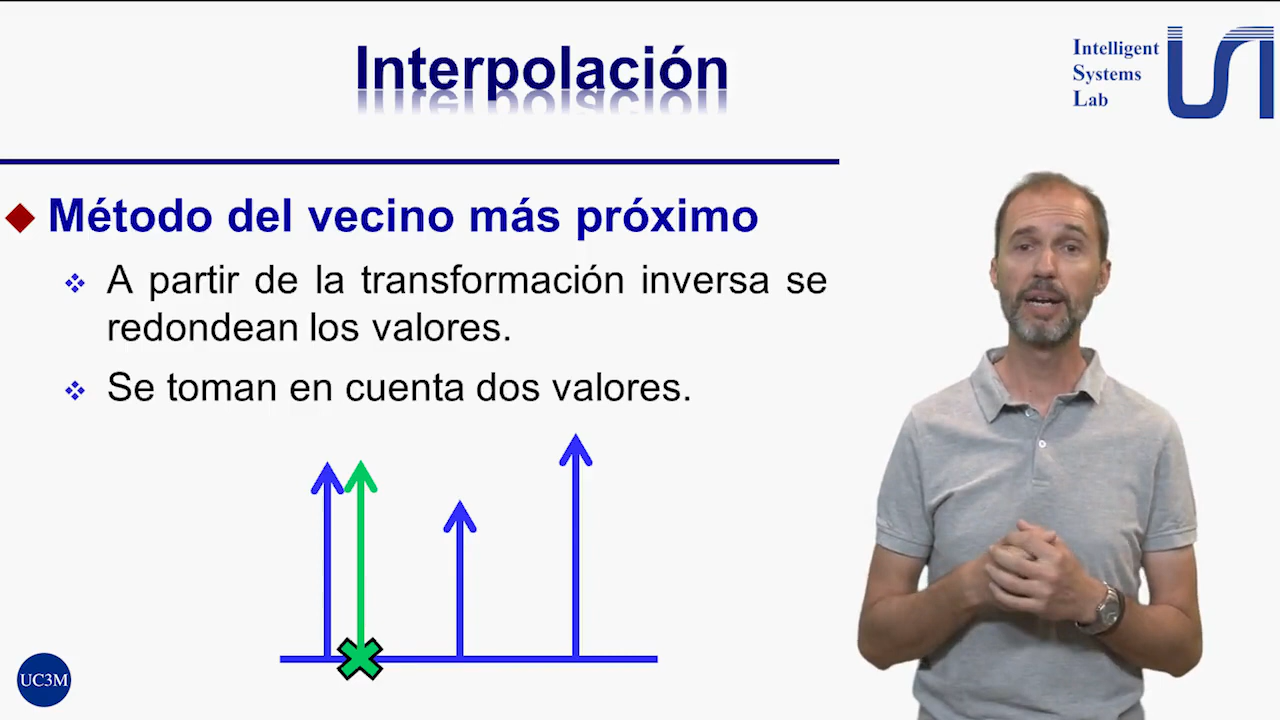 Interpolación
Intelligent
Systems
Lab
Método del vecino más próximo
A partir de la transformación inversa se
redondean los valores.
Se toman en cuenta dos valores.
UC3M